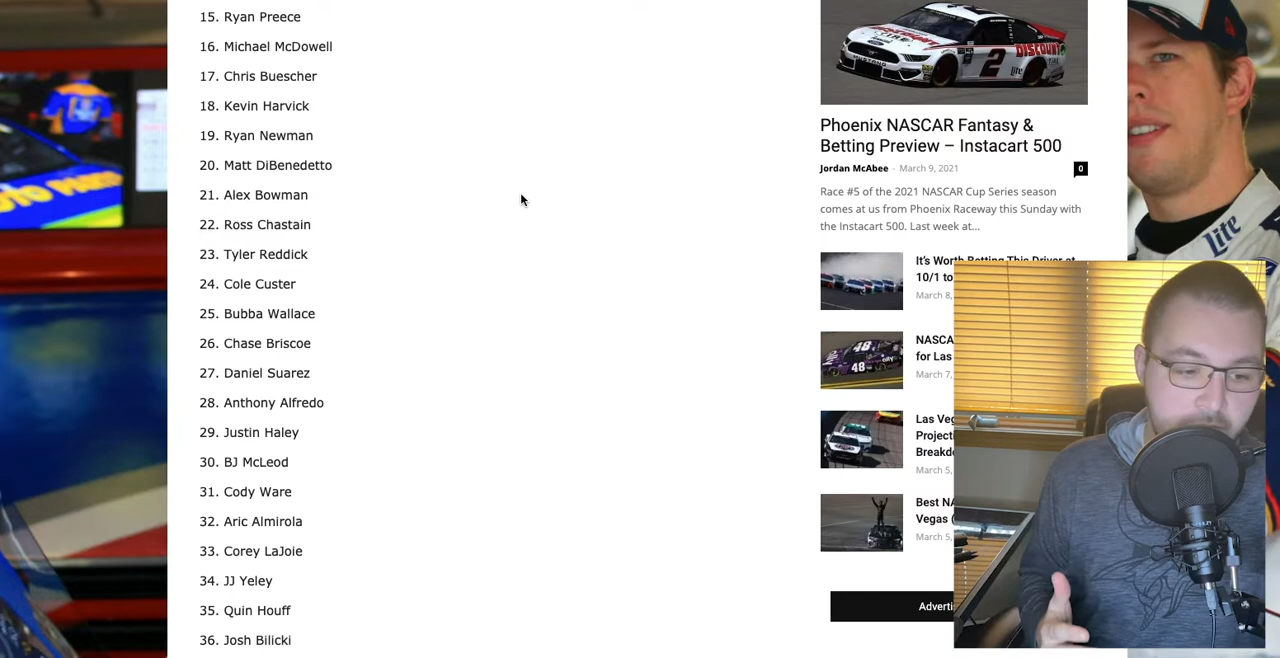 15. Ryan Preece
16. Michael McDowell
17. Chris Buescher
18. Kevin Harvick
19. Ryan Newman
20. Matt DiBenedetto
21. Alex Bowman
22. Ross Chastain
23. Tyler Reddick
24. Cole Custer
25. Bubba Wallace
26. Chase Briscoe
27. Daniel Suarez
28. Anthony Alfredo
29. Justin Haley
30. BJ McLeod
31. Cody Ware
32. Aric Almirola
33. Corey LaJoie
34. JJ Yeley
35. Quin Houff
36. Josh Bilicki
DISCOUNT
2
Lite
Phoenix NASCAR Fantasy &
Betting Preview – Instacart 500
Jordan McAbee - March 9, 2021
0
Race #5 of the 2021 NASCAR Cup Series season
comes at us from Phoenix Raceway this Sunday with
the Instacart 500. Last week at...
It's Worth Betting This Driver at
10/1 to
March 8,
NASCA
for Las
March 7,
48
48
Las Veg
Projecti
Breakdo
March 5,
Best NA
Vegas (
March 5,
Adverti
Lite
PARTS